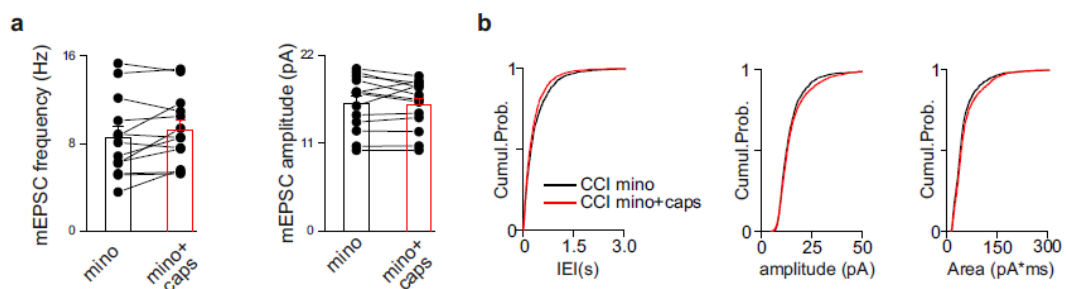 a
mEPSC frequency (Hz)
16
8
0
mino
mino+
caps
mEPSC amplitude (pA)
22
11
0
mino
mino+
caps
b
Cumul.Prob.
1
0
CCI mino
CCI mino+caps
0
1.5
3.0
IEI(s)
Cumul.Prob.
1
0
0
25
50
amplitude (pA)
Cumul.Prob.
1
0
0
150
300
Area (pA*ms)